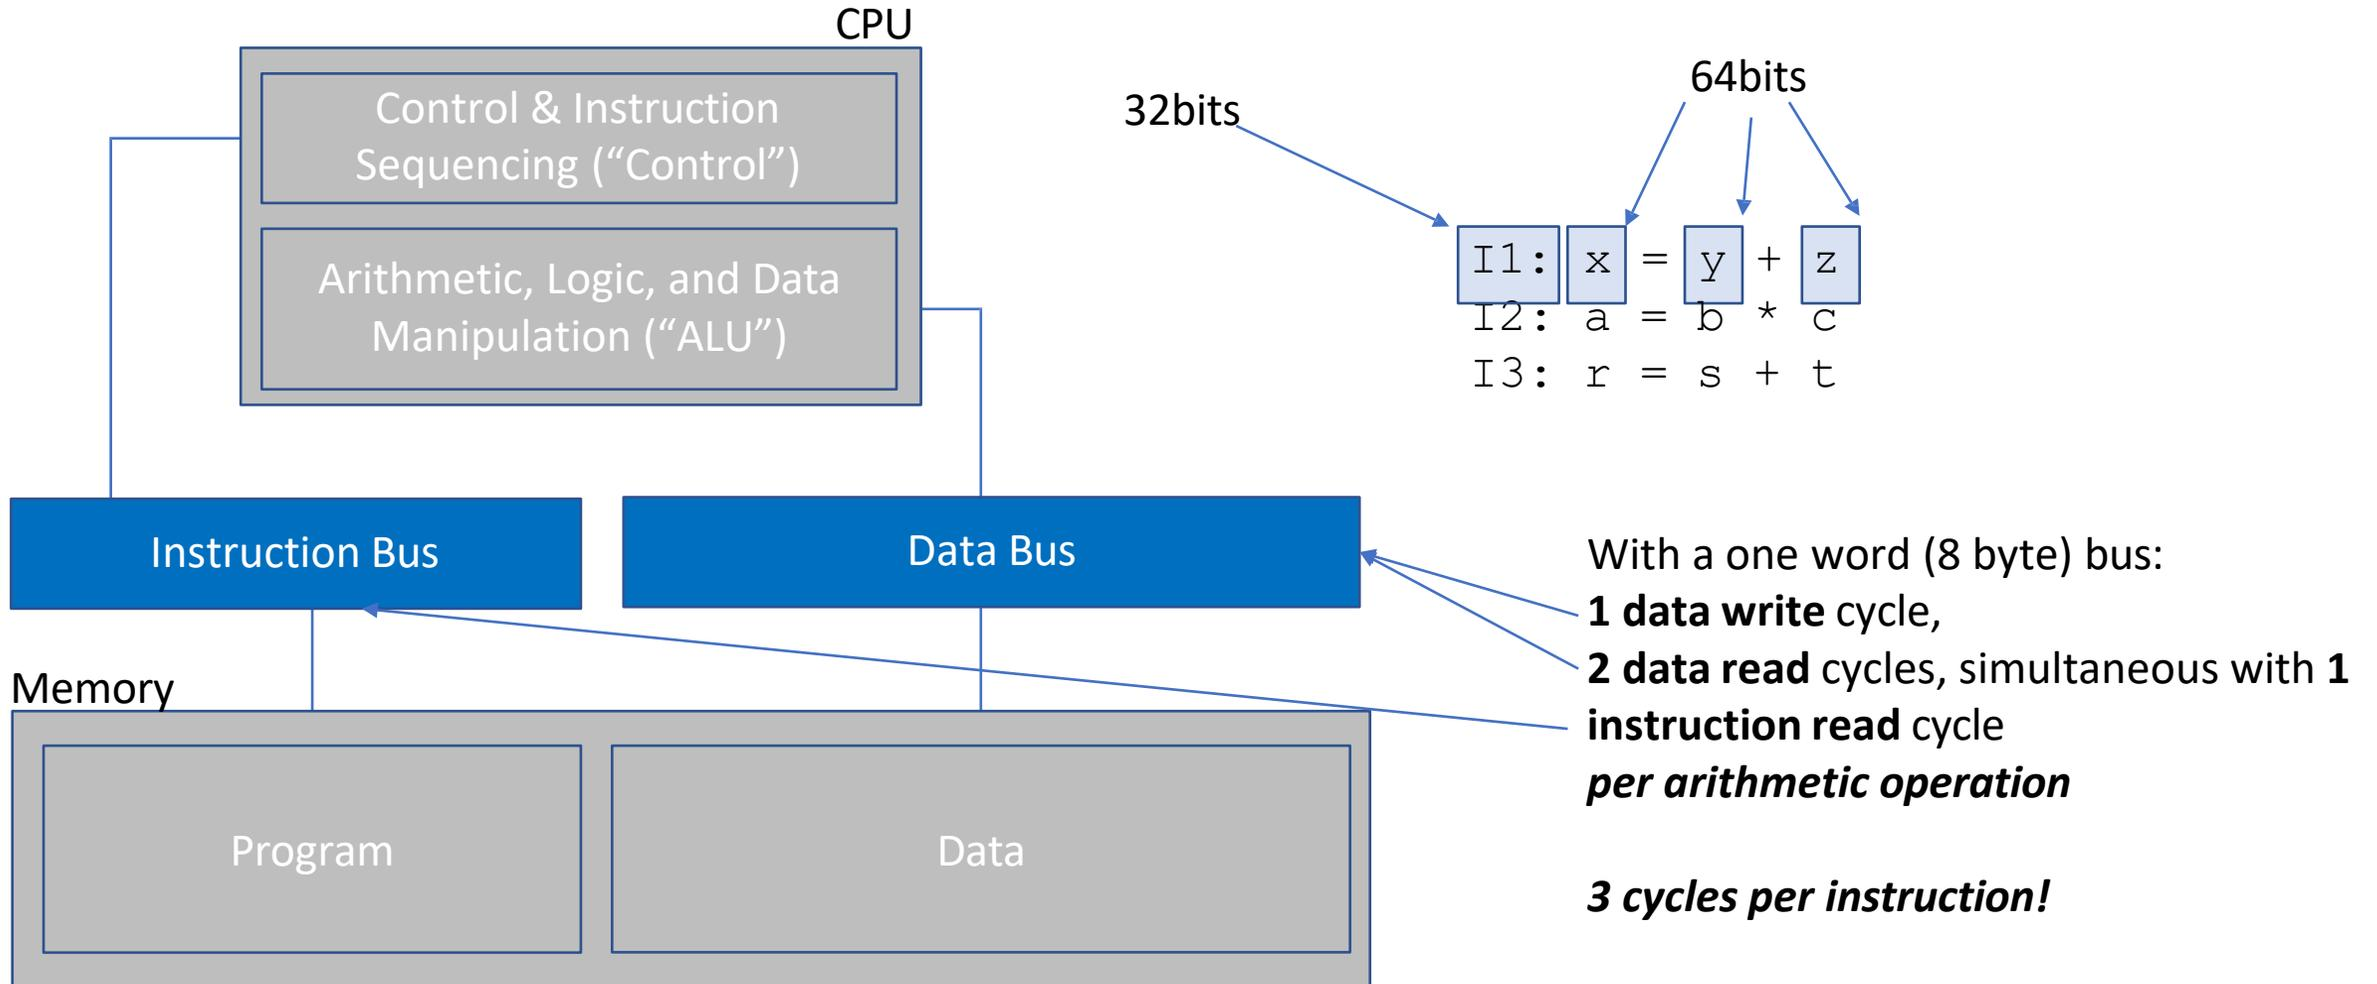 CPU
Control & Instruction
Sequencing (“Control”)
Arithmetic, Logic, and Data
Manipulation (“ALU”)
32bits
64bits
I1: x = y + z
I2: a = b * c
I3: r = s + t
Instruction Bus
Data Bus
With a one word (8 byte) bus:
1 data write cycle,
2 data read cycles, simultaneous with 1
instruction read cycle
per arithmetic operation
3 cycles per instruction!
Memory
Program
Data